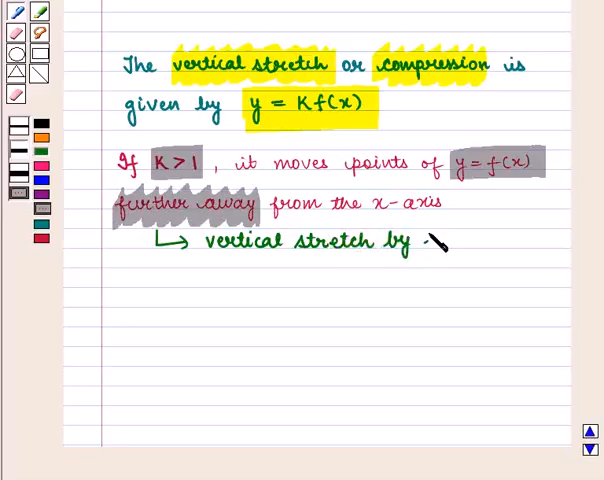 The vertical stretch or compression is
given by y = Kf(x)
If K > 1, it moves points of y = f(x)
further away from the x-axis
↳ vertical stretch by